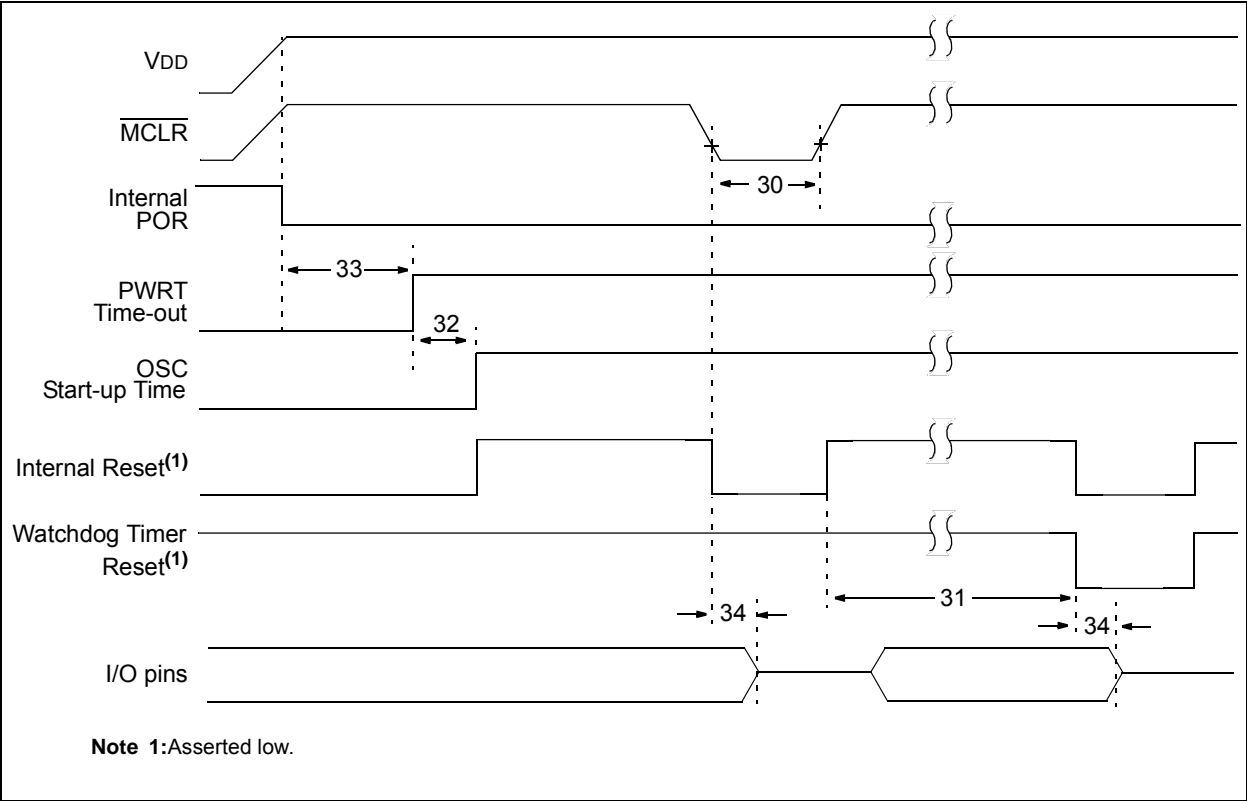 VDD
MCLR
30
Internal
POR
33
PWRT
Time-out
32
OSC
Start-up Time
Internal Reset(1)
Watchdog Timer
Reset(1)
31
34
34
I/O pins
Note 1:Asserted low.